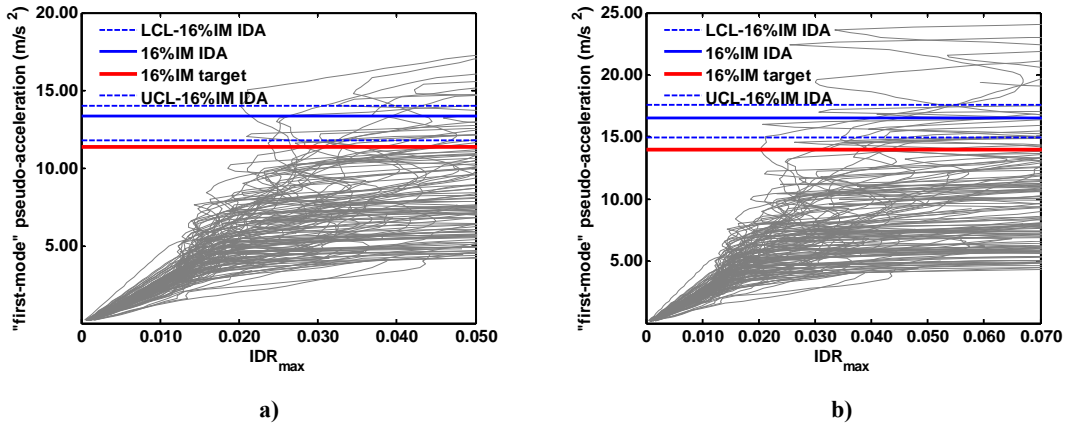 "first-mode" pseudo-acceleration (m/s²)
20.00
15.00
10.00
5.00
LCL-16%IM IDA
16%IM IDA
16%IM target
UCL-16%IM IDA
0 0.010 0.020 0.030 0.040 0.050
IDRmax
a)
"first-mode" pseudo-acceleration (m/s²)
25.00
20.00
15.00
10.00
5.00
LCL-16%IM IDA
16%IM IDA
16%IM target
UCL-16%IM IDA
0 0.010 0.020 0.030 0.040 0.050 0.060 0.070
IDRmax
b)